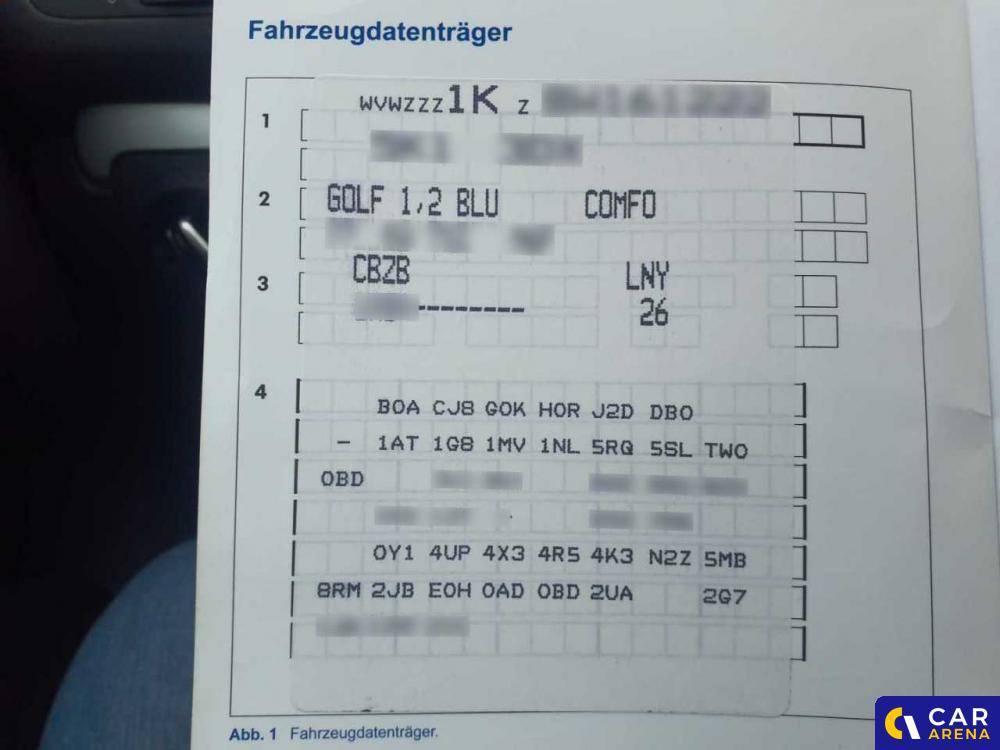 Fahrzeugdatenträger
1 WVWZZZ1K Z
2 GOLF 1,2 BLU COMFO
3 CBZB LNY
--------- 26
4 BOA CJ8 GOK HOR J2D DBO
- 1AT 1G8 1MV 1NL 5RQ 5SL TWO
OBD
OY1 4UP 4X3 4R5 4K3 N2Z 5MB
8RM 2JB EOH OAD OBD 2UA 2G7
Abb. 1 Fahrzeugdatenträger.
CAR
ARENA